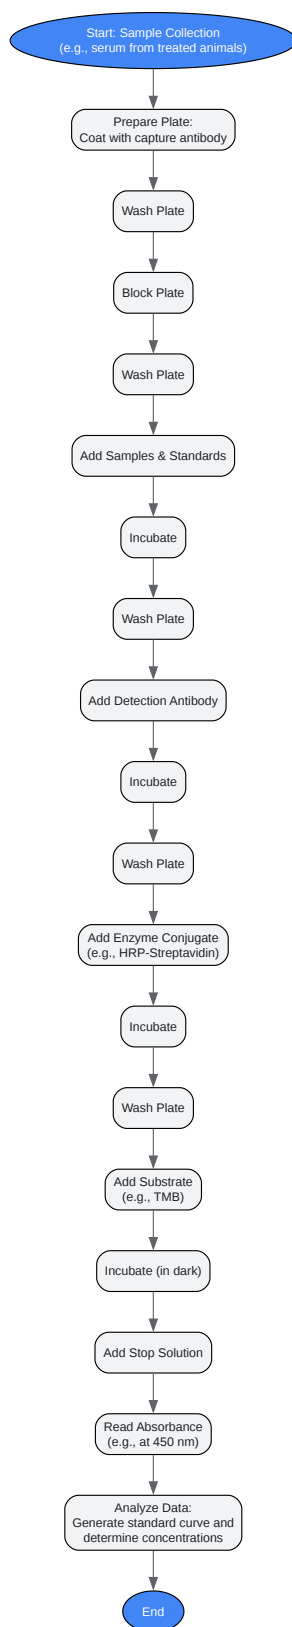 Start: Sample Collection
(e.g., serum from treated animals)
Prepare Plate:
Coat with capture antibody
Wash Plate
Block Plate
Wash Plate
Add Samples & Standards
Incubate
Wash Plate
Add Detection Antibody
Incubate
Wash Plate
Add Enzyme Conjugate
(e.g., HRP-Streptavidin)
Incubate
Wash Plate
Add Substrate
(e.g., TMB)
Incubate (in dark)
Add Stop Solution
Read Absorbance
(e.g., at 450 nm)
Analyze Data:
Generate standard curve and
determine concentrations
End